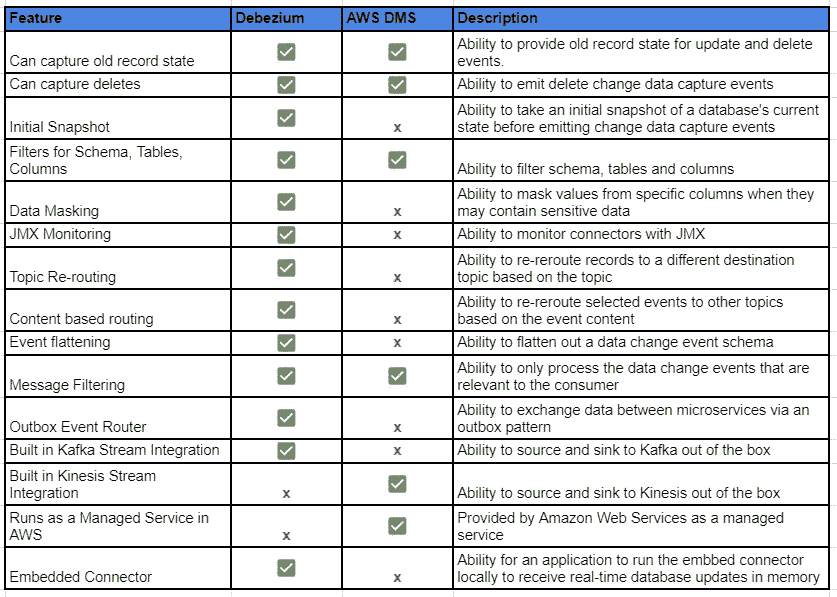 Feature Debezium AWS DMS Description
Can capture old record state ✓ ✓ Ability to provide old record state for update and delete
events.
Can capture deletes ✓ ✓ Ability to emit delete change data capture events
Initial Snapshot ✓ x Ability to take an initial snapshot of a database's current
state before emitting change data capture events
Filters for Schema, Tables,
Columns ✓ ✓ Ability to filter schema, tables and columns
Data Masking ✓ x Ability to mask values from specific columns when they
may contain sensitive data
JMX Monitoring ✓ x Ability to monitor connectors with JMX
Topic Re-routing ✓ x Ability to re-reroute records to a different destination
topic based on the topic
Content based routing ✓ x Ability to re-reroute selected events to other topics
based on the event content
Event flattening ✓ x Ability to flatten out a data change event schema
Message Filtering ✓ ✓ Ability to only process the data change events that are
relevant to the consumer
Outbox Event Router ✓ x Ability to exchange data between microservices via an
outbox pattern
Built in Kafka Stream Integration ✓ x Ability to source and sink to Kafka out of the box
Built in Kinesis Stream
Integration x ✓ Ability to source and sink to Kinesis out of the box
Runs as a Managed Service in
AWS x ✓ Provided by Amazon Web Services as a managed
service
Embedded Connector ✓ x Ability for an application to run the embbed connector
locally to receive real-time database updates in memory